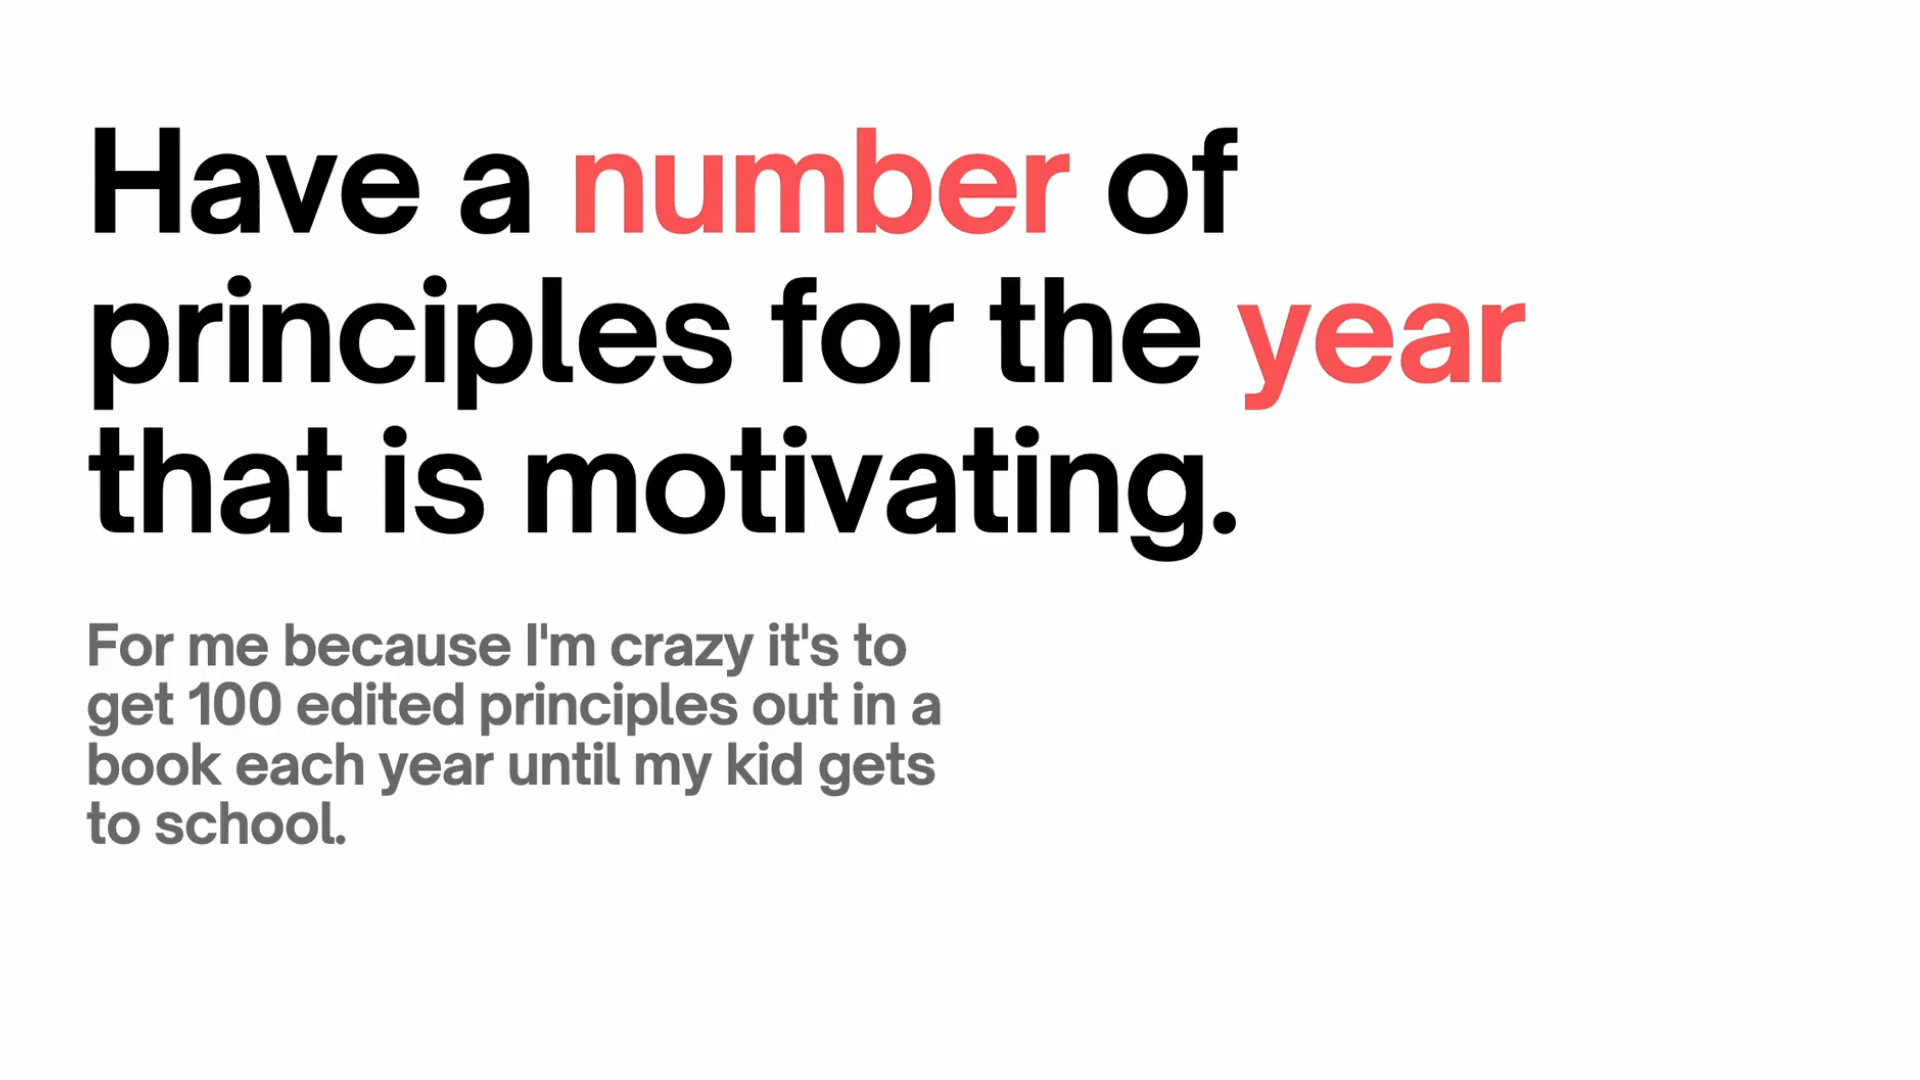 Have a number of
principles for the year
that is motivating.
For me because I'm crazy it's to
get 100 edited principles out in a
book each year until my kid gets
to school.